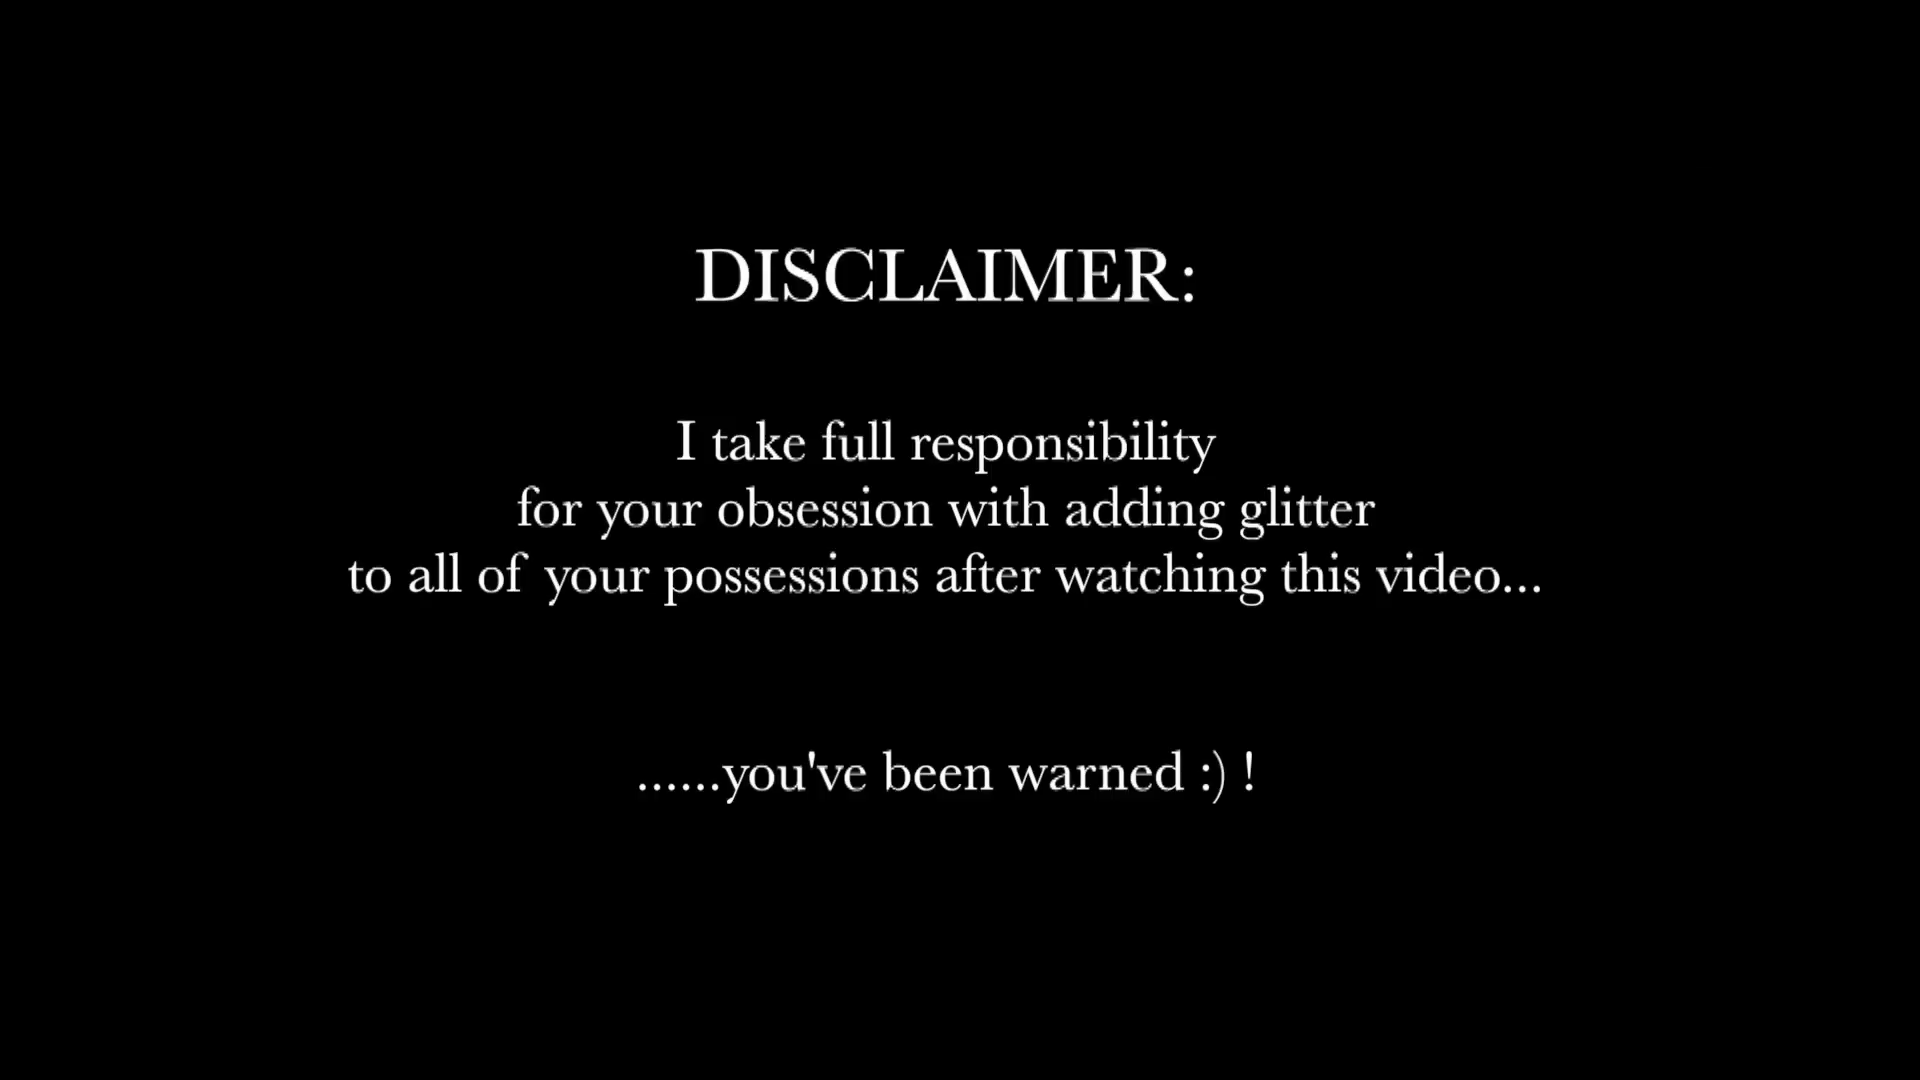 DISCLAIMER:
I take full responsibility
for your obsession with adding glitter
to all of your possessions after watching this video...
......you've been warned :) !